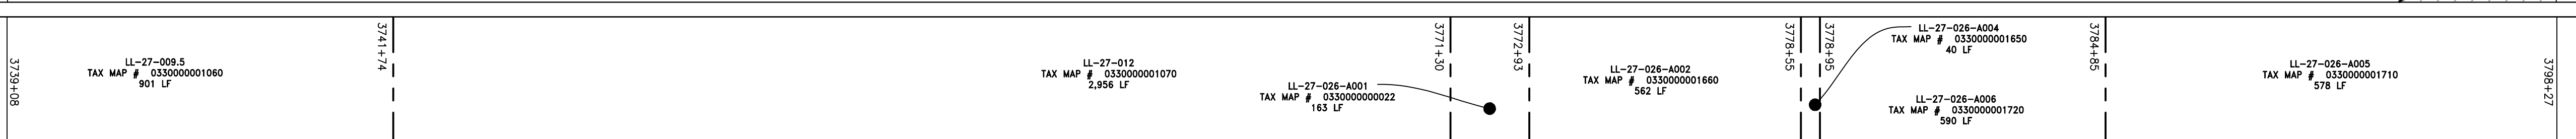 3739+08
LL-27-009.5
TAX MAP # 0330000001060
901 LF
3741+74
LL-27-012
TAX MAP # 0330000001070
2,956 LF
LL-27-026-A001
TAX MAP # 0330000000022
163 LF
3771+30
3772+93
LL-27-026-A002
TAX MAP # 0330000001660
562 LF
3778+55
3778+95
LL-27-026-A004
TAX MAP # 0330000001650
40 LF
LL-27-026-A006
TAX MAP # 0330000001720
590 LF
3784+85
LL-27-026-A005
TAX MAP # 0330000001710
578 LF
3798+27